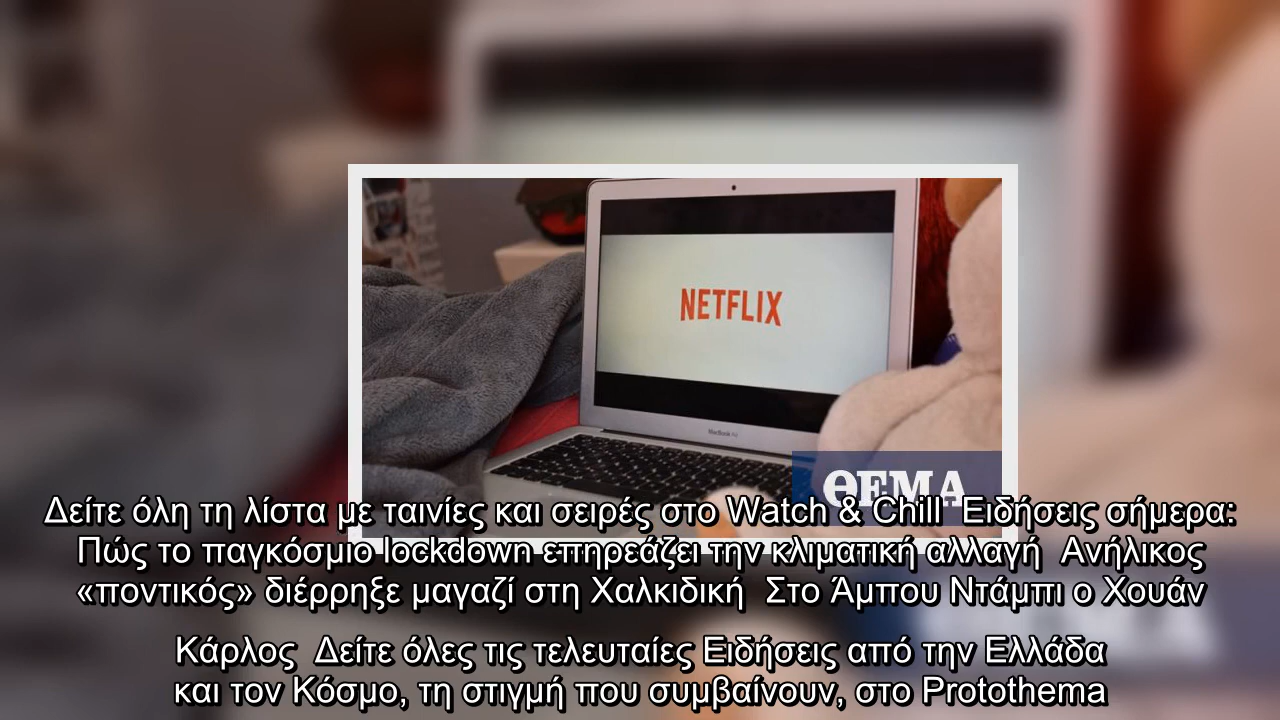 NETFLIX
MacBook Air
ΘΕΜΑ
Δείτε όλη τη λίστα με ταινίες και σειρές στο Watch & Chill  Ειδήσεις σήμερα:
Πώς το παγκόσμιο lockdown επηρεάζει την κλιματική αλλαγή  Ανήλικος
«ποντικός» διέρρηξε μαγαζί στη Χαλκιδική  Στο Άμπου Ντάμπι ο Χουάν
Κάρλος  Δείτε όλες τις τελευταίες Ειδήσεις από την Ελλάδα
και τον Κόσμο, τη στιγμή που συμβαίνουν, στο Protothema